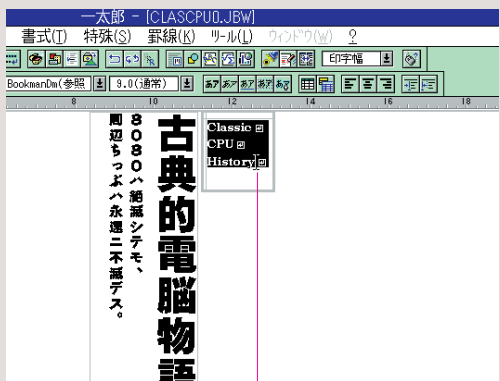 一太郎 - [CLASCPU0.JBW]
書式(T) 特殊(S) 罫線(K) ﾂｰﾙ(L) ｳｨﾝﾄﾞｳ(W) ?
印字幅
BookmanDm(参照 9.0(通常)
8 10 12 14 16 18
Classic
CPU
History
古典的電脳物語
8080ハ絶滅シテモ、
周辺ちっぷハ永遠ニ不滅デス。